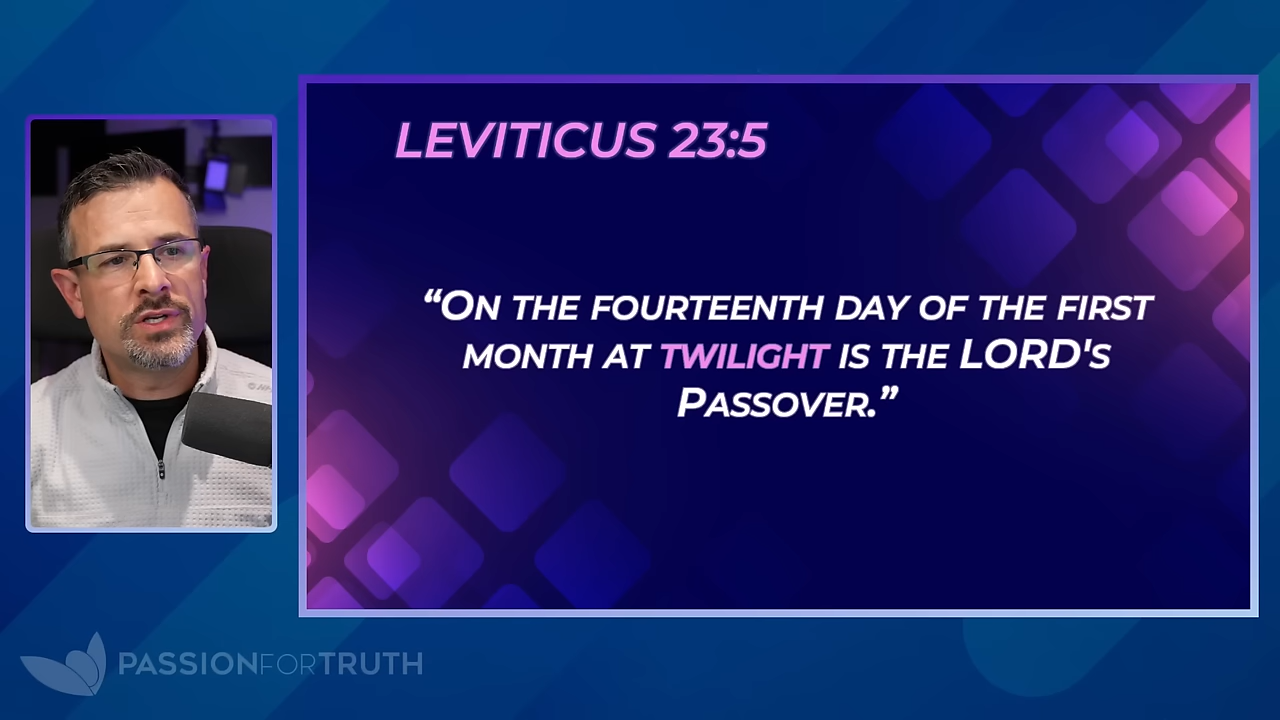 LEVITICUS 23:5
“On the fourteenth day of the first
month at twilight is the LORD's
Passover.”
PASSIONFORTRUTH